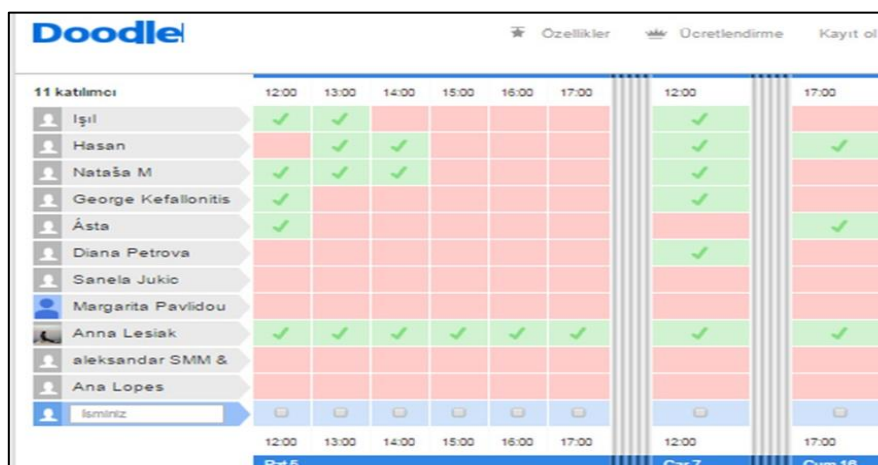 Doodle
Özellikler Ücretlendirme Kayıt ol
11 katılımcı 12:00 13:00 14:00 15:00 16:00 17:00 12:00 17:00
Işıl
Hasan
Nataša M
George Kefallonitis
Ásta
Diana Petrova
Sanela Jukic
Margarita Pavlidou
Anna Lesiak
aleksandar SMM &
Ana Lopes
İsminiz
12:00 13:00 14:00 15:00 16:00 17:00 12:00 17:00